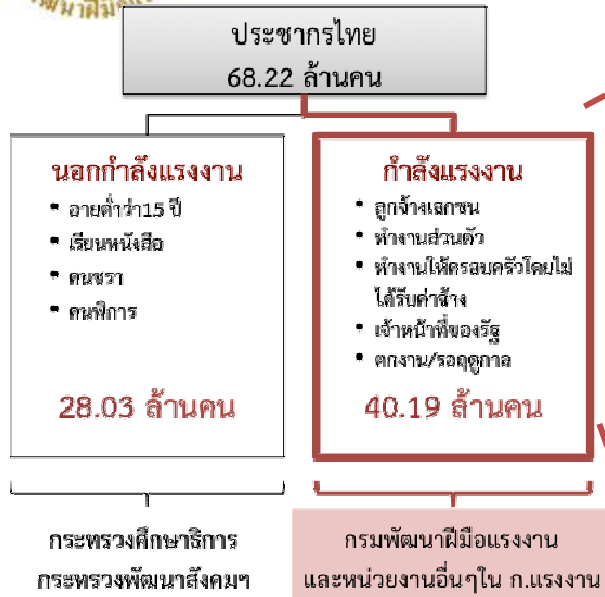 ประชากรไทย
68.22 ล้านคน
นอกกำลังแรงงาน
• อายุต่ำว่า15 ปี
• เรียนหนังสือ
• คนชรา
• คนพิการ
28.03 ล้านคน
กระทรวงศึกษาธิการ
กระทรวงพัฒนาสังคมฯ
กำลังแรงงาน
• ลูกจ้างเอกชน
• ทำงานส่วนตัว
• ทำงานให้ครอบครัวโดยไม่
ได้รับค่าจ้าง
• เจ้าหน้าที่ของรัฐ
• ตกงาน/รอฤดูกาล
40.19 ล้านคน
กรมพัฒนาฝีมือแรงงาน
และหน่วยงานอื่นๆใน ก.แรงงาน